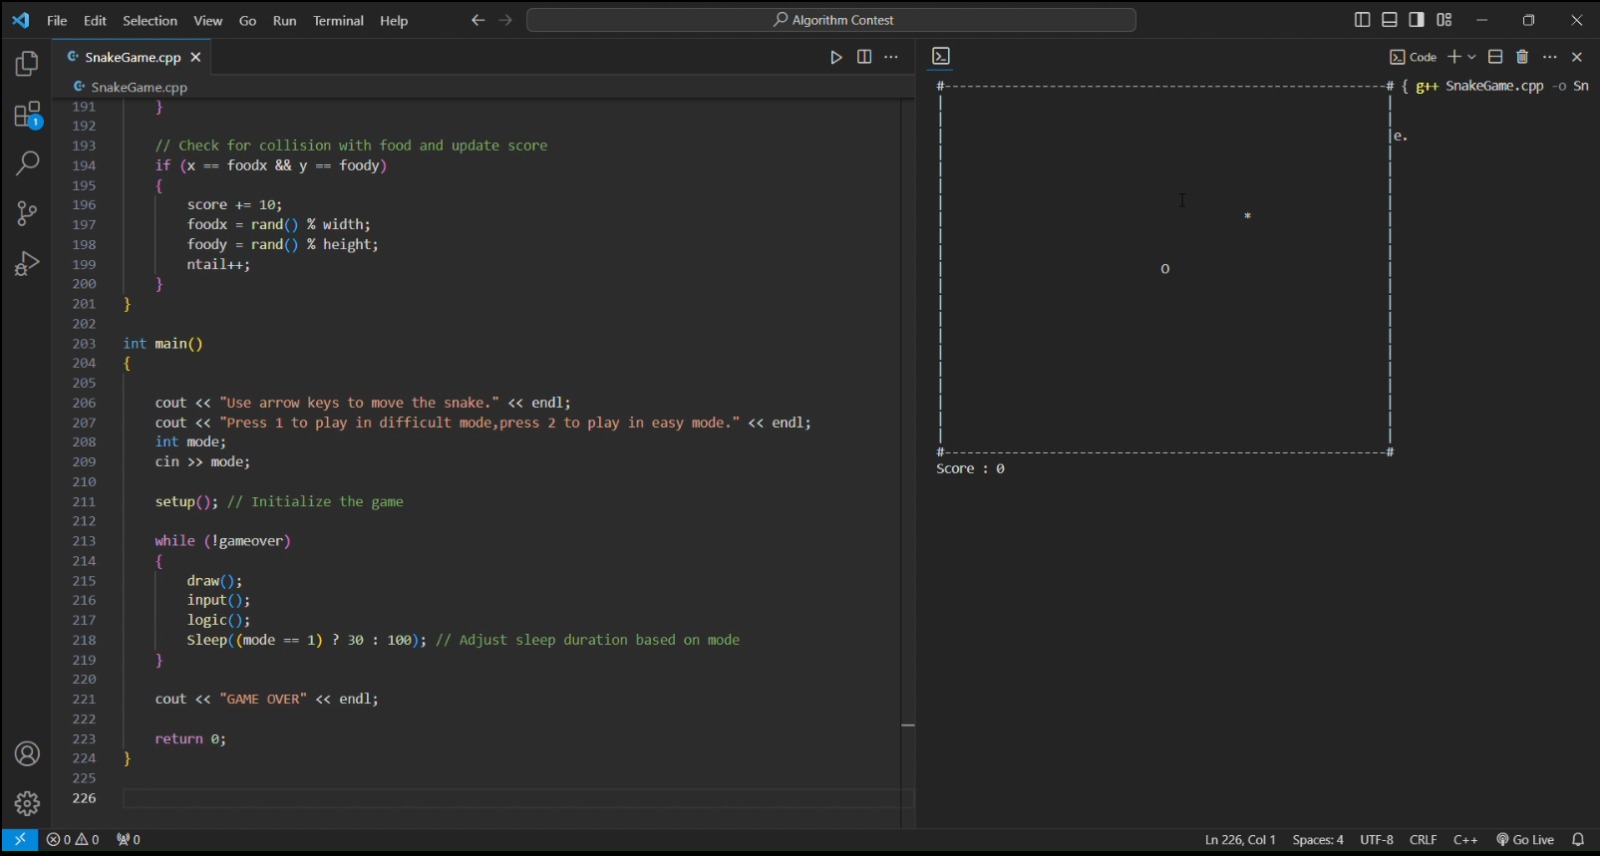 File Edit Selection View Go Run Terminal Help
Algorithm Contest
SnakeGame.cpp
SnakeGame.cpp
191 }
192
193 // Check for collision with food and update score
194 if (x == foodx && y == foody)
195 {
196 score += 10;
197 foodx = rand() % width;
198 foody = rand() % height;
199 ntail++;
200 }
201 }
202
203 int main()
204 {
205
206 cout << "Use arrow keys to move the snake." << endl;
207 cout << "Press 1 to play in difficult mode,press 2 to play in easy mode." << endl;
208 int mode;
209 cin >> mode;
210
211 setup(); // Initialize the game
212
213 while (!gameover)
214 {
215 draw();
216 input();
217 logic();
218 Sleep((mode == 1) ? 30 : 100); // Adjust sleep duration based on mode
219 }
220
221 cout << "GAME OVER" << endl;
222
223 return 0;
224 }
225
226
Code
#------------------------------------------------------# { g++ SnakeGame.cpp -o Sn
e.
*
O
#------------------------------------------------------#
Score : 0
1
0 0 0
Ln 226, Col 1 Spaces: 4 UTF-8 CRLF C++ Go Live